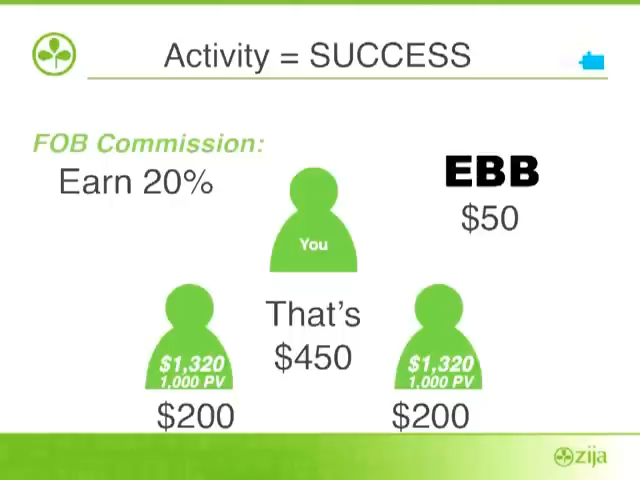 Activity = SUCCESS
FOB Commission:
Earn 20%
EBB
$50
You
That's
$450
$1,320
1,000 PV
$1,320
1,000 PV
$200
$200
zija